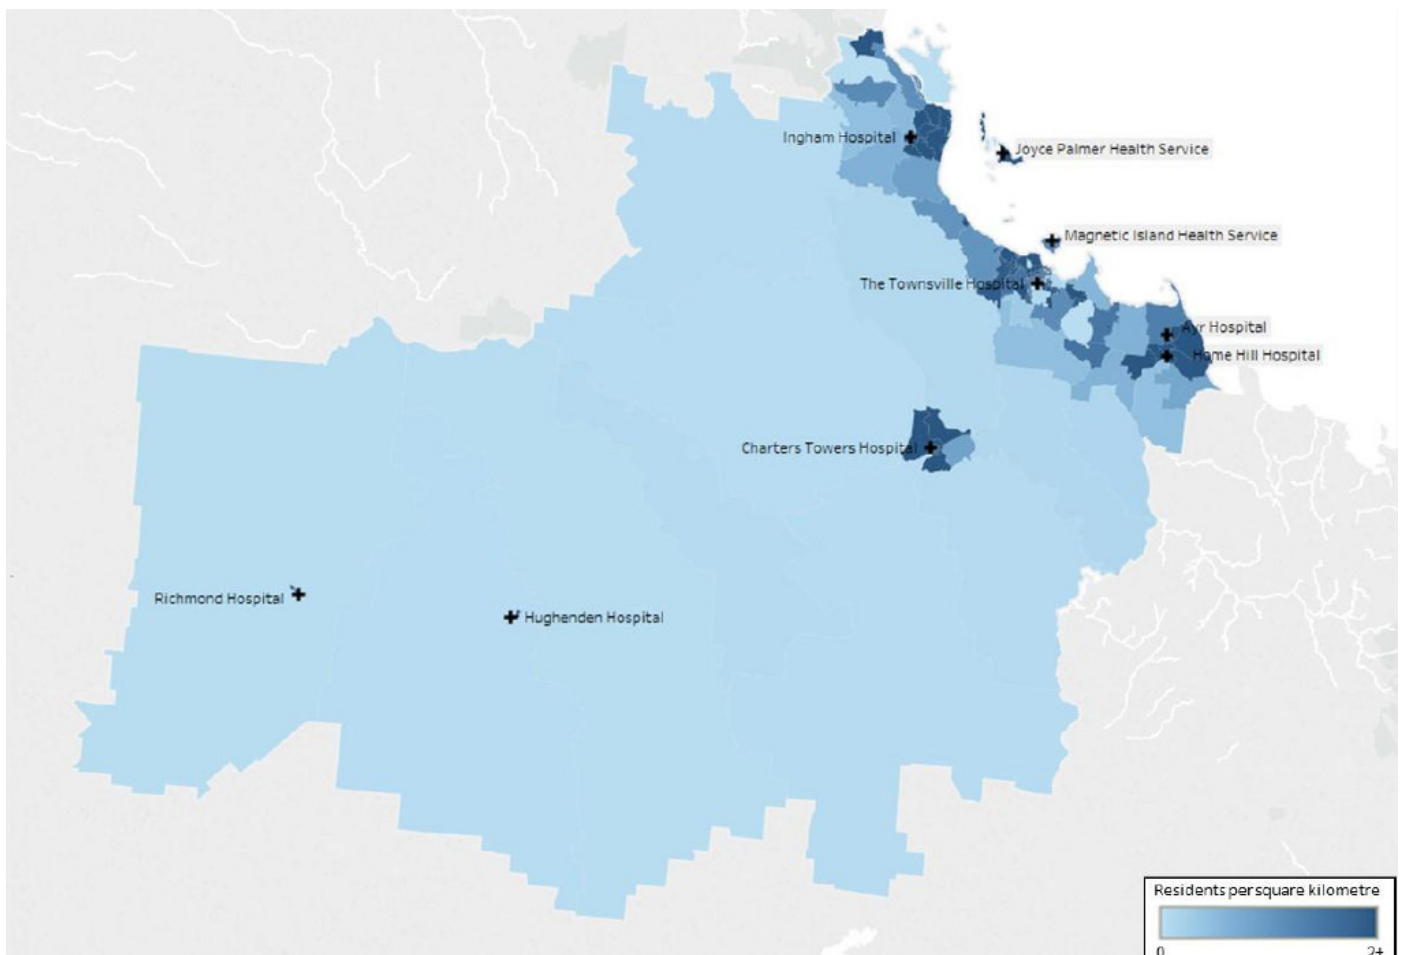 Ingham Hospital
Joyce Palmer Health Service
Magnetic Island Health Service
The Townsville Hospital
Ayr Hospital
Home Hill Hospital
Charters Towers Hospital
Richmond Hospital
Hughenden Hospital
Residents per square kilometre
0 2+